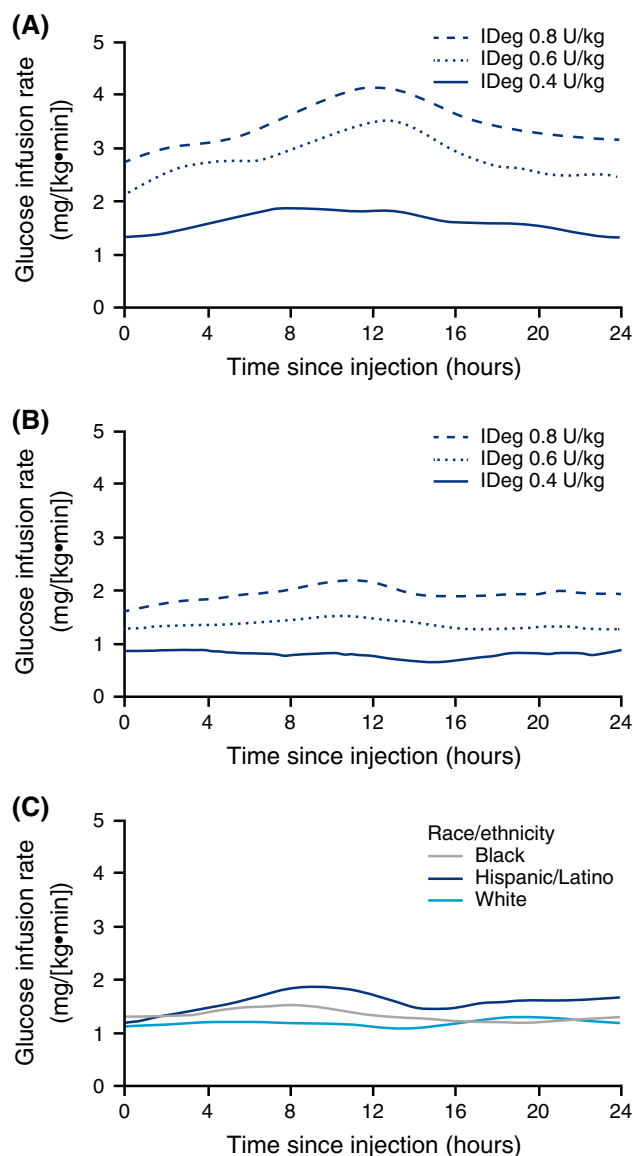 (A)
IDeg 0.8 U/kg
IDeg 0.6 U/kg
IDeg 0.4 U/kg
Glucose infusion rate
(mg/[kg•min])
5
4
3
2
1
0
0 4 8 12 16 20 24
Time since injection (hours)
(B)
IDeg 0.8 U/kg
IDeg 0.6 U/kg
IDeg 0.4 U/kg
Glucose infusion rate
(mg/[kg•min])
5
4
3
2
1
0
0 4 8 12 16 20 24
Time since injection (hours)
(C)
Race/ethnicity
Black
Hispanic/Latino
White
Glucose infusion rate
(mg/[kg•min])
5
4
3
2
1
0
0 4 8 12 16 20 24
Time since injection (hours)